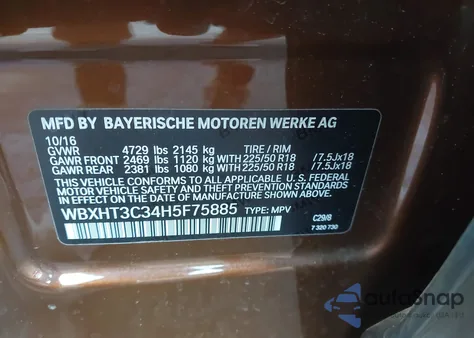 MFD BY BAYERISCHE MOTOREN WERKE AG
10/16
GVWR 4729 lbs 2145 kg TIRE / RIM
GAWR FRONT 2469 lbs 1120 kg WITH 225/50 R18 /7.5Jx18
GAWR REAR 2381 lbs 1080 kg WITH 225/50 R18 /7.5Jx18
THIS VEHICLE CONFORMS TO ALL APPLICABLE U.S. FEDERAL
MOTOR VEHICLE SAFETY, BUMPER, AND THEFT PREVENTION STANDARDS
IN EFFECT ON THE DATE OF MANUFACTURE SHOWN ABOVE.
WBXHT3C34H5F75885 TYPE: MPV
C29/8
7 320 730
autoSnap